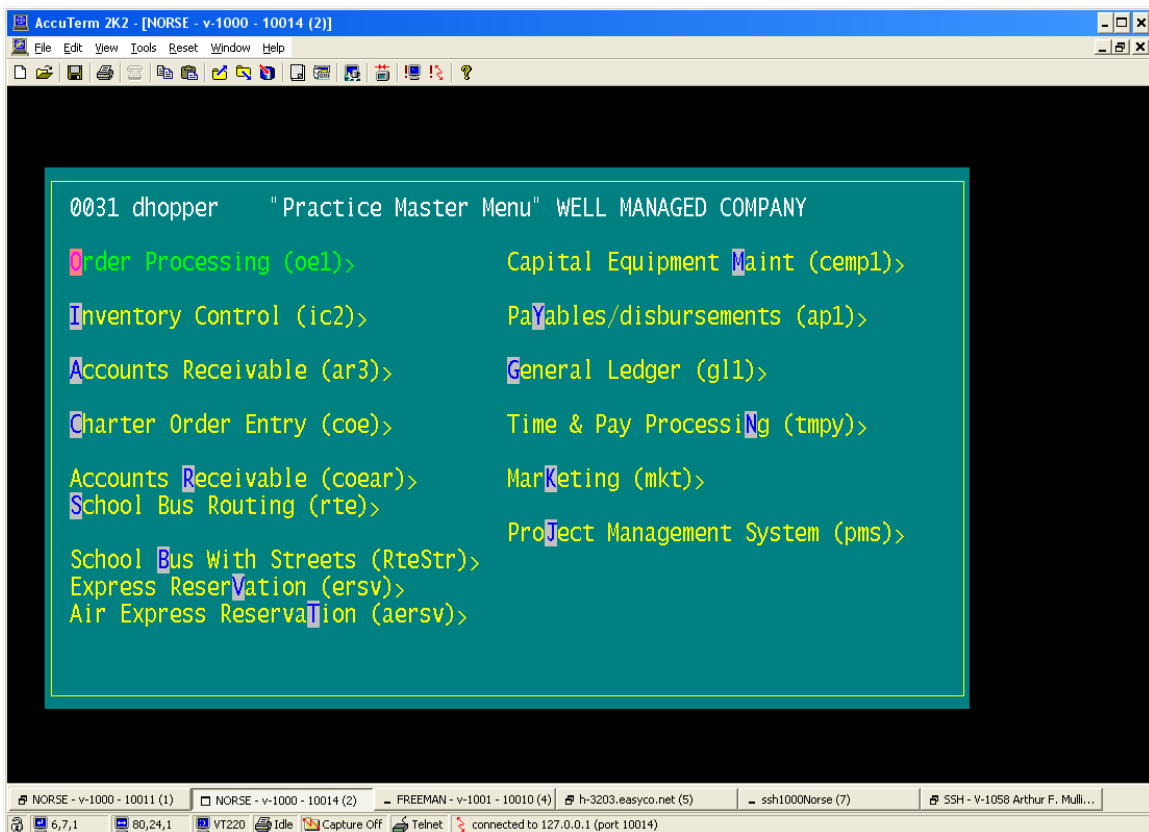 AccuTerm 2K2 - [NORSE - v-1000 - 10014 (2)]
File Edit View Tools Reset Window Help
0031 dhopper "Practice Master Menu" WELL MANAGED COMPANY
Order Processing (oe1)> Capital Equipment Maint (cemp1)>
Inventory Control (ic2)> PaYables/disbursements (ap1)>
Accounts Receivable (ar3)> General Ledger (gl1)>
Charter Order Entry (coe)> Time & Pay ProcessiNg (tmpy)>
Accounts Receivable (coear)> MarKeting (mkt)>
School Bus Routing (rte)>
ProJect Management System (pms)>
School Bus With Streets (RteStr)>
Express ReserVation (ersv)>
Air Express ReservaTion (aersv)>
NORSE - v-1000 - 10011 (1) NORSE - v-1000 - 10014 (2) FREEMAN - v-1001 - 10010 (4) h-3203.easyco.net (5) ssh1000Norse (7) SSH - V-1058 Arthur F. Mulli...
6,7,1 80,24,1 VT220 Idle Capture Off Telnet connected to 127.0.0.1 (port 10014)